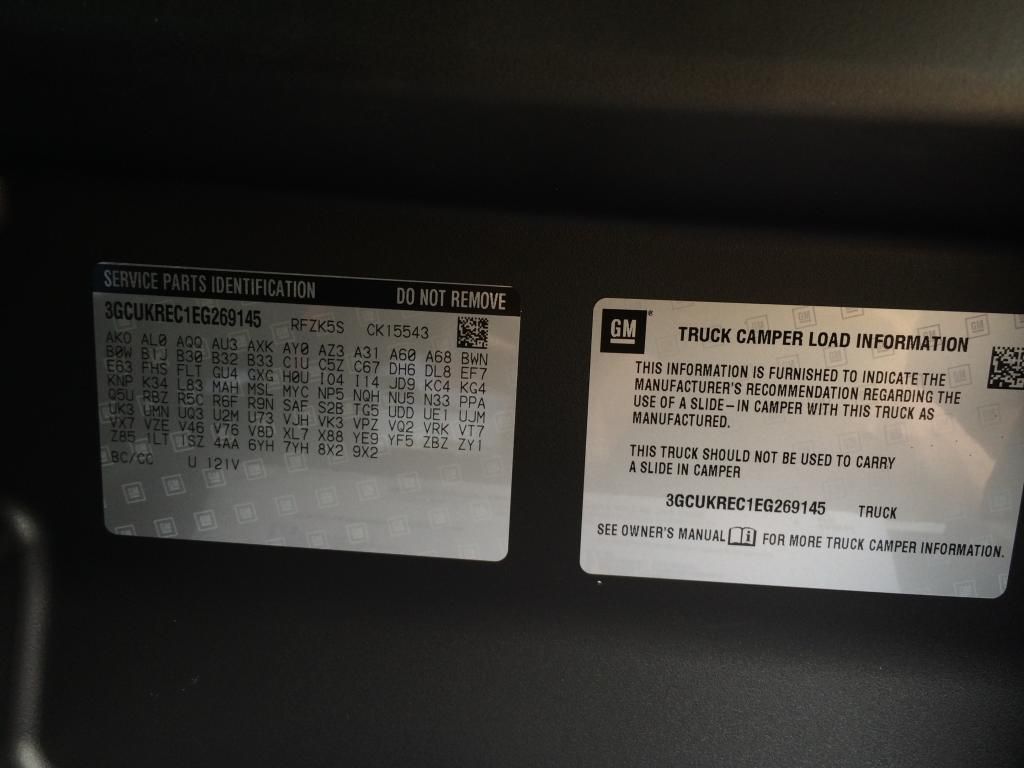 SERVICE PARTS IDENTIFICATION DO NOT REMOVE
3GCUKREC1EG269145 RFZK5S CK15543
AKO AL0 AQQ AU3 AXK AY0 AZ3 A31 A60 A68 BWN
B0W B1J B30 B32 B33 C1U C5Z C67 DH6 DL8 EF7
E63 FHS FLT GU4 GXG H0U IO4 I14 JD9 KC4 KG4
KNP K34 L83 MAH MSL MYC NP5 NQH NU5 N33 PPA
Q5U RBZ R5C R6F R9N SAF S2B TG5 UDD UE1 UJM
UK3 UMN UQ3 U2M U73 VJH VK3 VPZ VQ2 VRK VT7
VX7 VZE V46 V76 V8D XL7 X88 YE9 YF5 ZBZ ZY1
Z85 1LT 1SZ 4AA 6YH 7YH 8X2 9X2
BC/CC U 121V
GM
TRUCK CAMPER LOAD INFORMATION
THIS INFORMATION IS FURNISHED TO INDICATE THE
MANUFACTURER'S RECOMMENDATION REGARDING THE
USE OF A SLIDE-IN CAMPER WITH THIS TRUCK AS
MANUFACTURED.
THIS TRUCK SHOULD NOT BE USED TO CARRY
A SLIDE IN CAMPER
3GCUKREC1EG269145 TRUCK
SEE OWNER'S MANUAL FOR MORE TRUCK CAMPER INFORMATION.